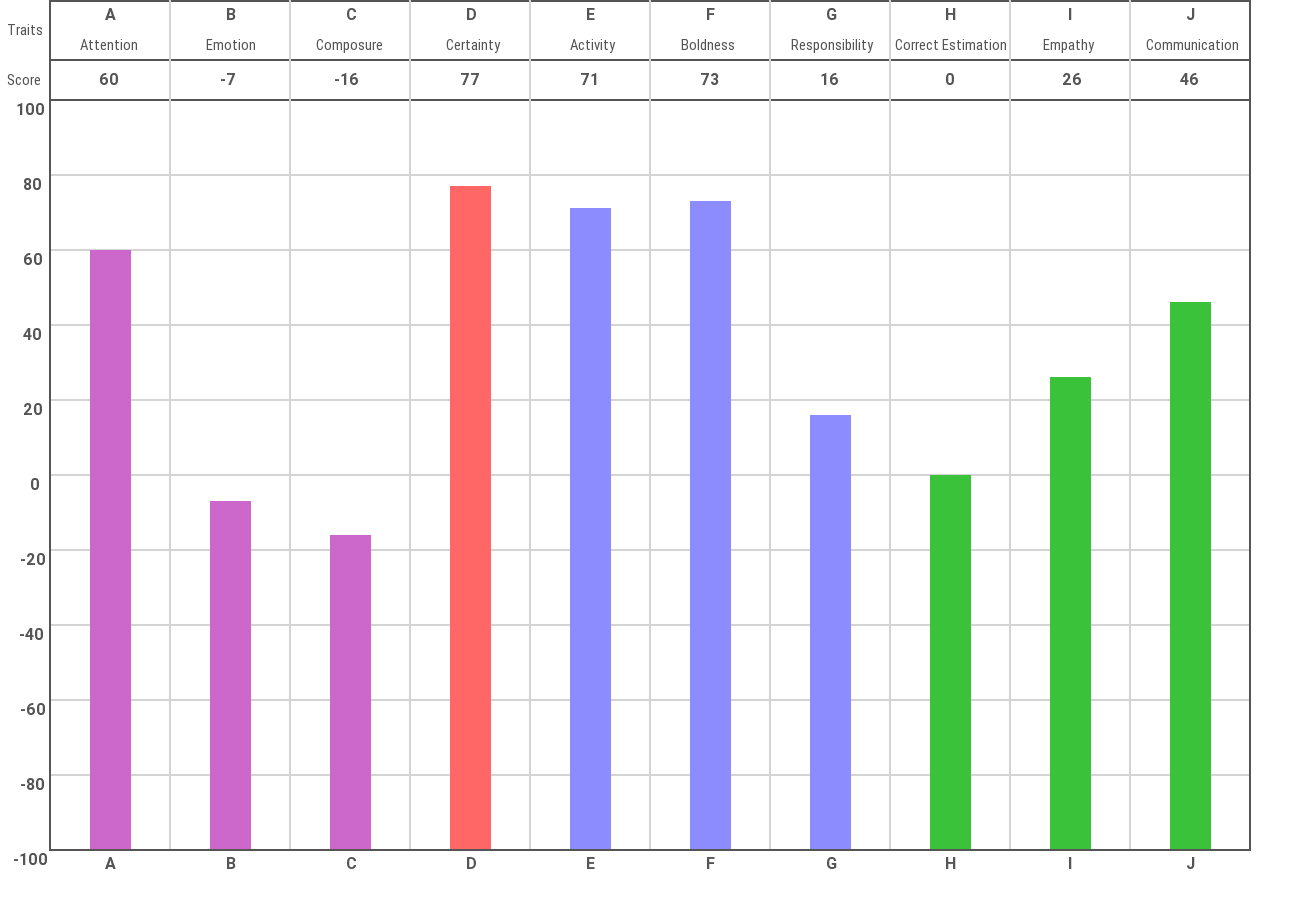 A B C D E F G H I J
Traits
Attention Emotion Composure Certainty Activity Boldness Responsibility Correct Estimation Empathy Communication
Score 60 -7 -16 77 71 73 16 0 26 46
100
80
60
40
20
0
-20
-40
-60
-80
-100
A B C D E F G H I J